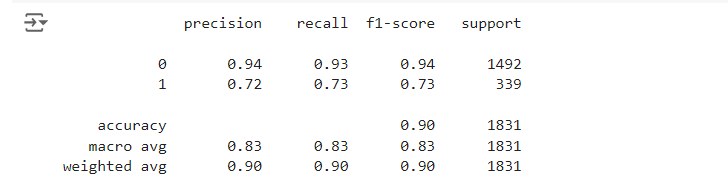 precision recall f1-score support
0 0.94 0.93 0.94 1492
1 0.72 0.73 0.73 339
accuracy 0.90 1831
macro avg 0.83 0.83 0.83 1831
weighted avg 0.90 0.90 0.90 1831